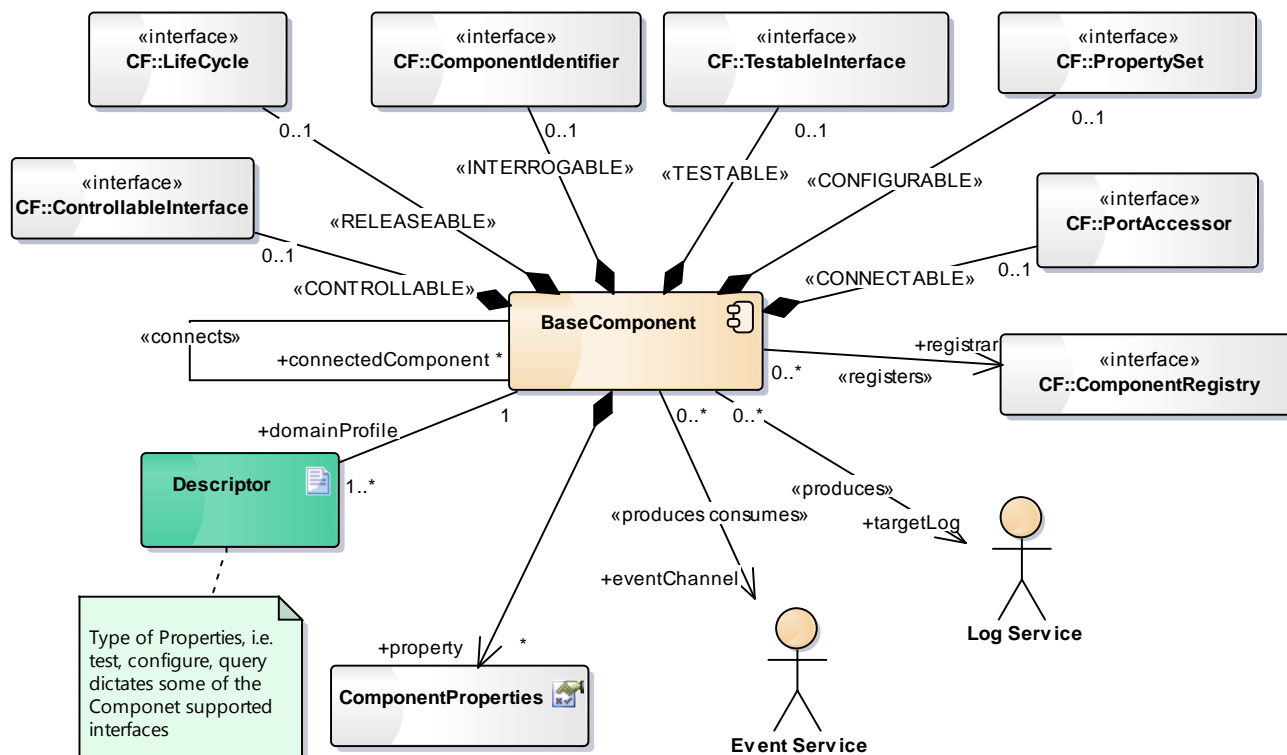 «interface»
CF::LifeCycle
«interface»
CF::ComponentIdentifier
«interface»
CF::TestableInterface
«interface»
CF::PropertySet
0..1
0..1
0..1
0..1
«interface»
CF::ControllableInterface
«INTERROGABLE»
«TESTABLE»
«CONFIGURABLE»
«interface»
CF::PortAccessor
«RELEASEABLE»
0..1
0..1
«CONTROLLABLE»
«CONNECTABLE»
BaseComponent
«connects»
+connectedComponent *
+registrar
0..*
«registers»
«interface»
CF::ComponentRegistry
1
0..*
0..*
+domainProfile
Descriptor
1..*
«produces»
«produces consumes»
+targetLog
+eventChannel
Type of Properties, i.e.
test, configure, query
dictates some of the
Componet supported
interfaces
Log Service
+property
*
ComponentProperties
Event Service